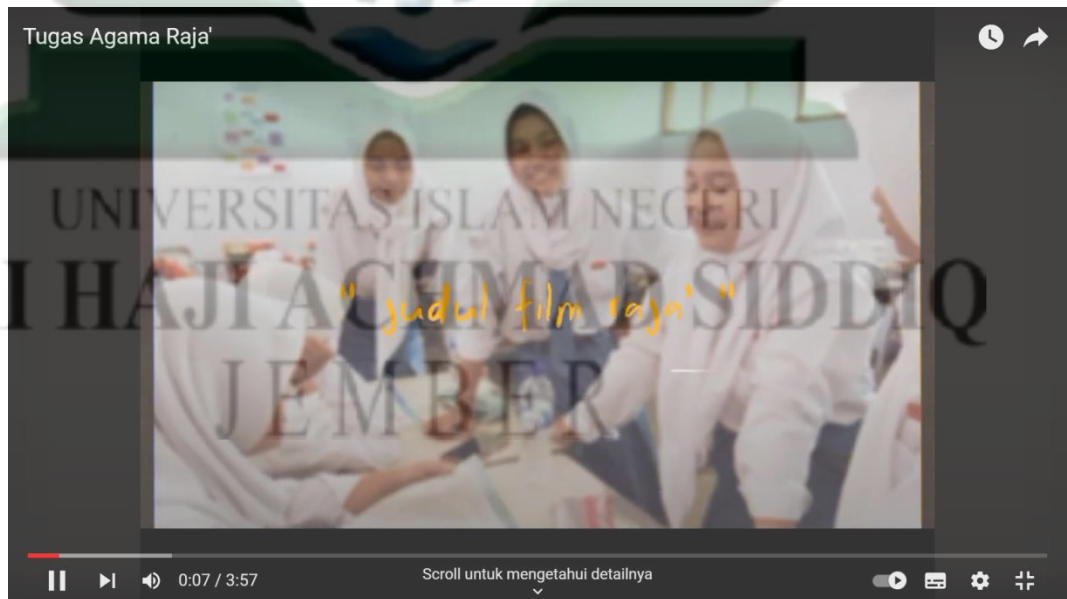 Tugas Agama Raja'
UNIVERSITAS ISLAM NEGERI
I HAJI ACHMAD SIDDIQ
JEMBER
" judul film raja' "
0:07 / 3:57
Scroll untuk mengetahui detailnya